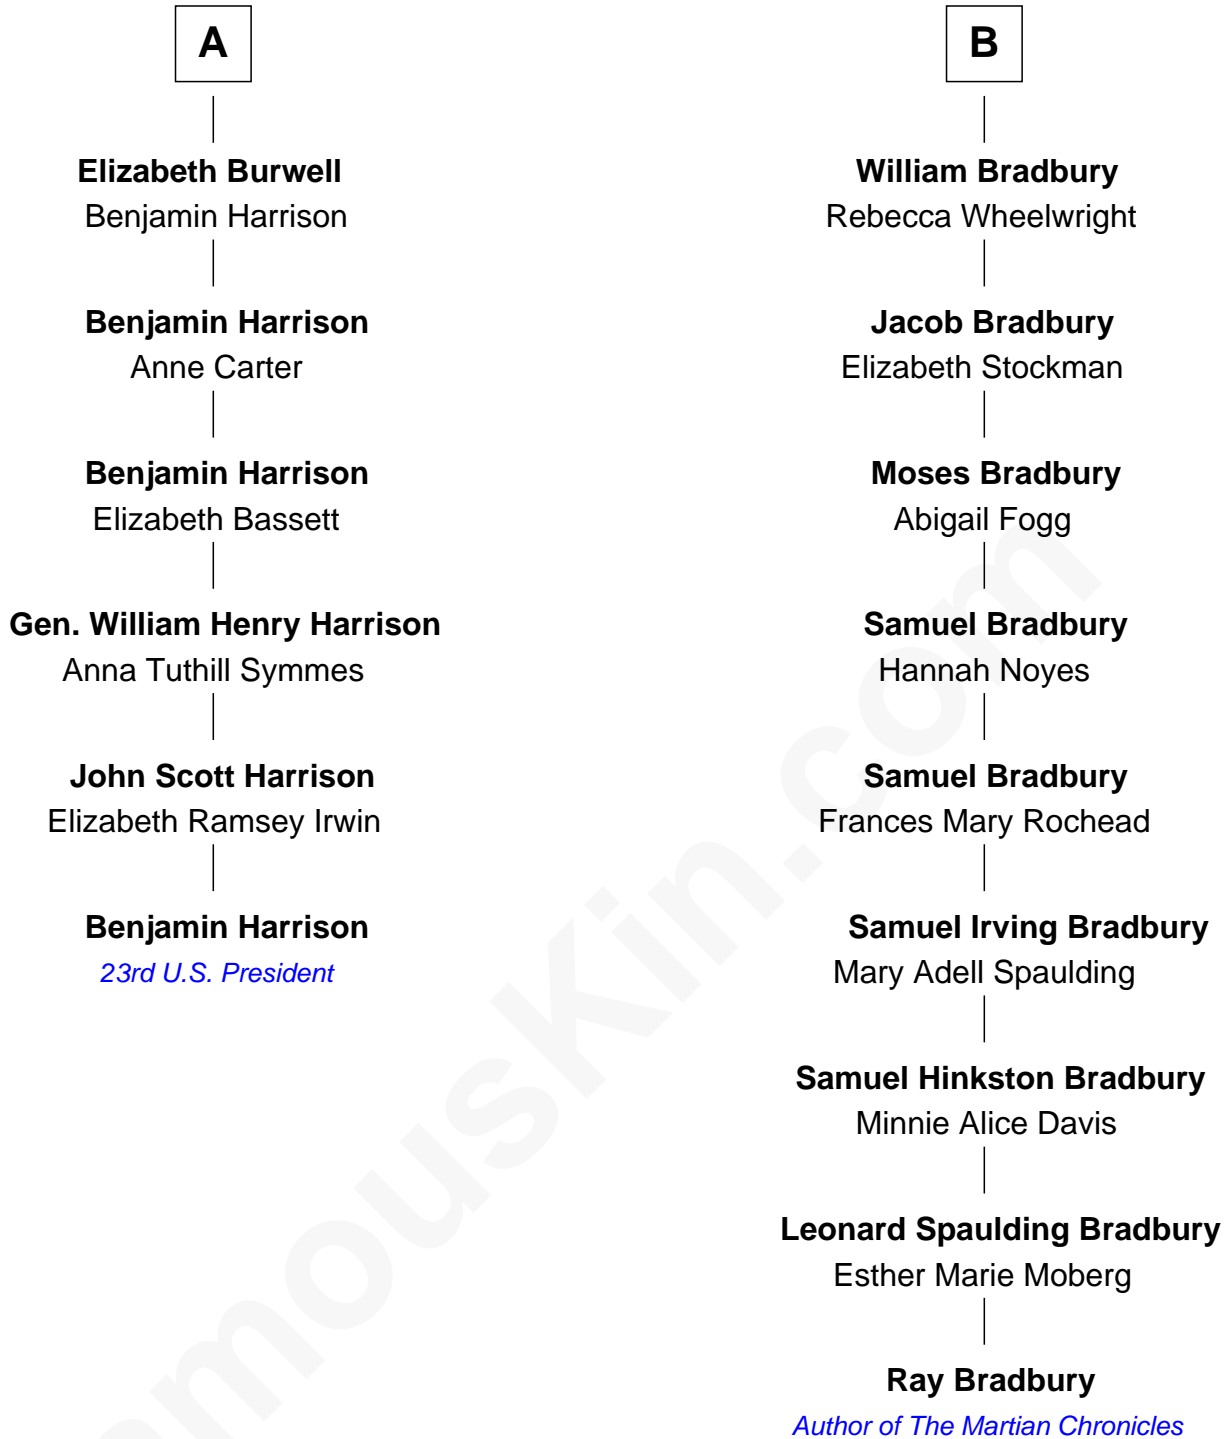 A
Elizabeth Burwell
Benjamin Harrison
Benjamin Harrison
Anne Carter
Benjamin Harrison
Elizabeth Bassett
Gen. William Henry Harrison
Anna Tuthill Symmes
John Scott Harrison
Elizabeth Ramsey Irwin
Benjamin Harrison
23rd U.S. President
B
William Bradbury
Rebecca Wheelwright
Jacob Bradbury
Elizabeth Stockman
Moses Bradbury
Abigail Fogg
Samuel Bradbury
Hannah Noyes
Samuel Bradbury
Frances Mary Rochead
Samuel Irving Bradbury
Mary Adell Spaulding
Samuel Hinkston Bradbury
Minnie Alice Davis
Leonard Spaulding Bradbury
Esther Marie Moberg
Ray Bradbury
Author of The Martian Chronicles
amouskin.com